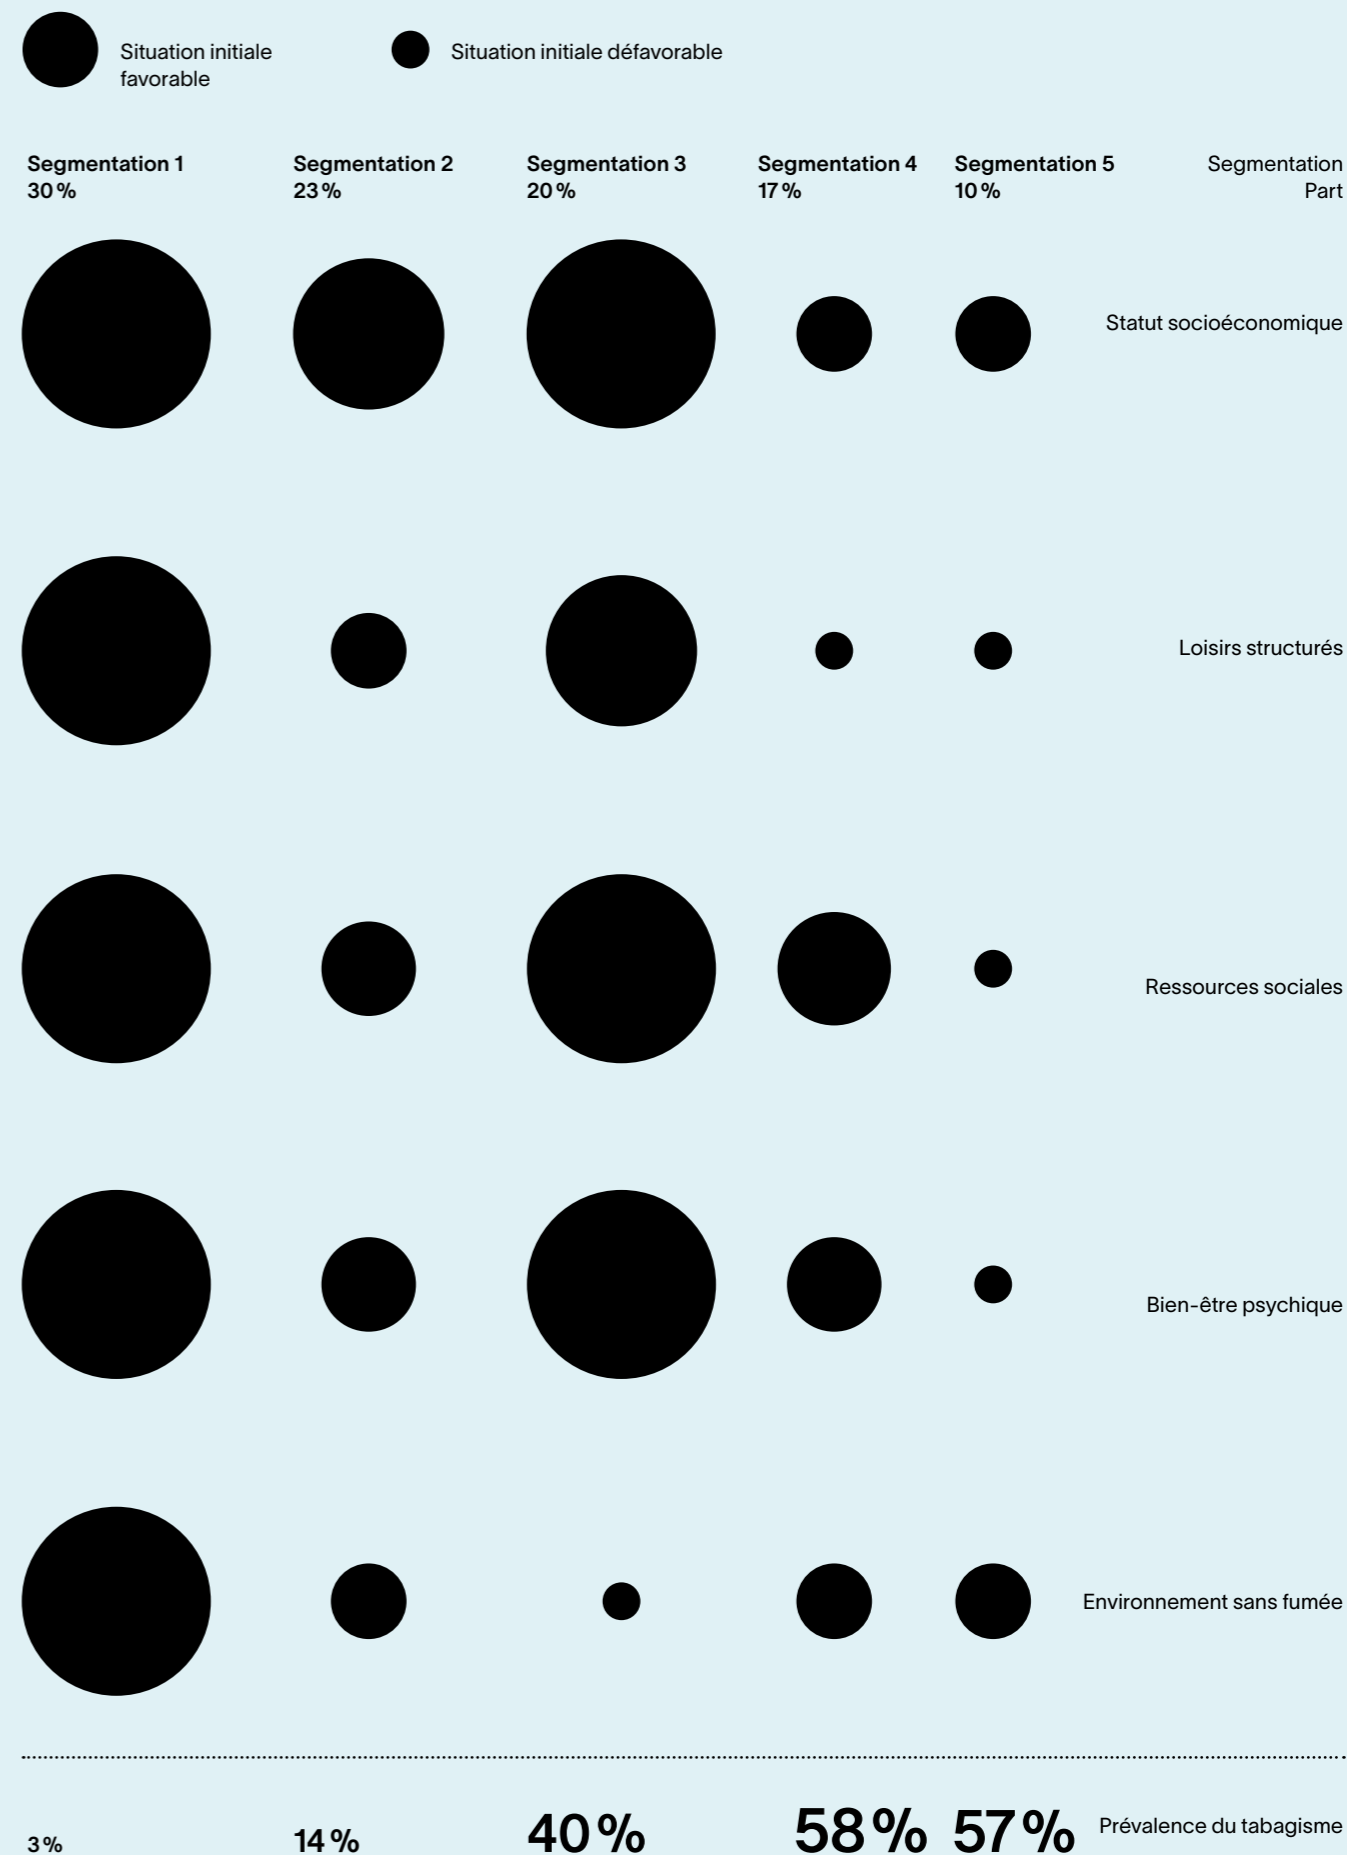 Situation initiale
favorable
Situation initiale défavorable
Segmentation 1
30 %
Segmentation 2
23 %
Segmentation 3
20 %
Segmentation 4
17 %
Segmentation 5
10 %
Segmentation
Part
Statut socioéconomique
Loisirs structurés
Ressources sociales
Bien-être psychique
Environnement sans fumée
3 %
14 %
40 %
58 %
57 %
Prévalence du tabagisme